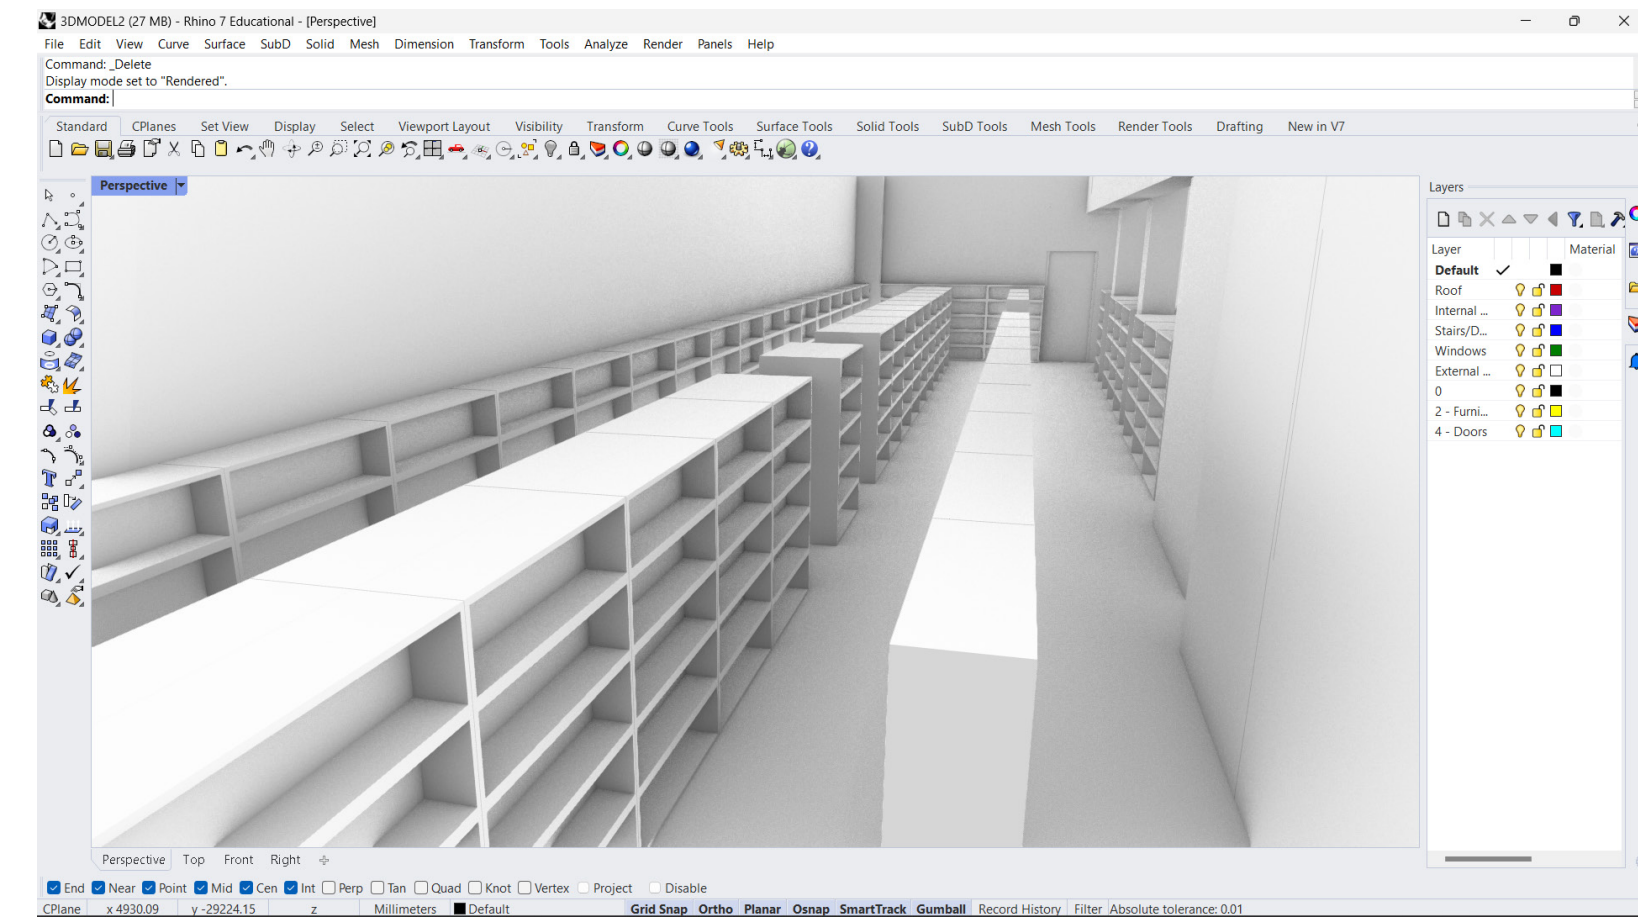 3DMODEL2 (27 MB) - Rhino 7 Educational - [Perspective]
File Edit View Curve Surface SubD Solid Mesh Dimension Transform Tools Analyze Render Panels Help
Command: _Delete
Display mode set to "Rendered".
Command:
Standard CPlanes Set View Display Select Viewport Layout Visibility Transform Curve Tools Surface Tools Solid Tools SubD Tools Mesh Tools Render Tools Drafting New in V7
Perspective
Layers
Layer Material
Default
Roof
Internal ...
Stairs/D...
Windows
External ...
0
2 - Furni...
4 - Doors
Perspective Top Front Right
End Near Point Mid Cen Int Perp Tan Quad Knot Vertex Project Disable
CPlane x 4930.09 y -29224.15 z Millimeters Default Grid Snap Ortho Planar Osnap SmartTrack Gumball Record History Filter Absolute tolerance: 0.01